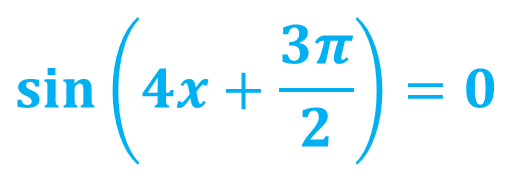 sin(4x + 3π/2) = 0